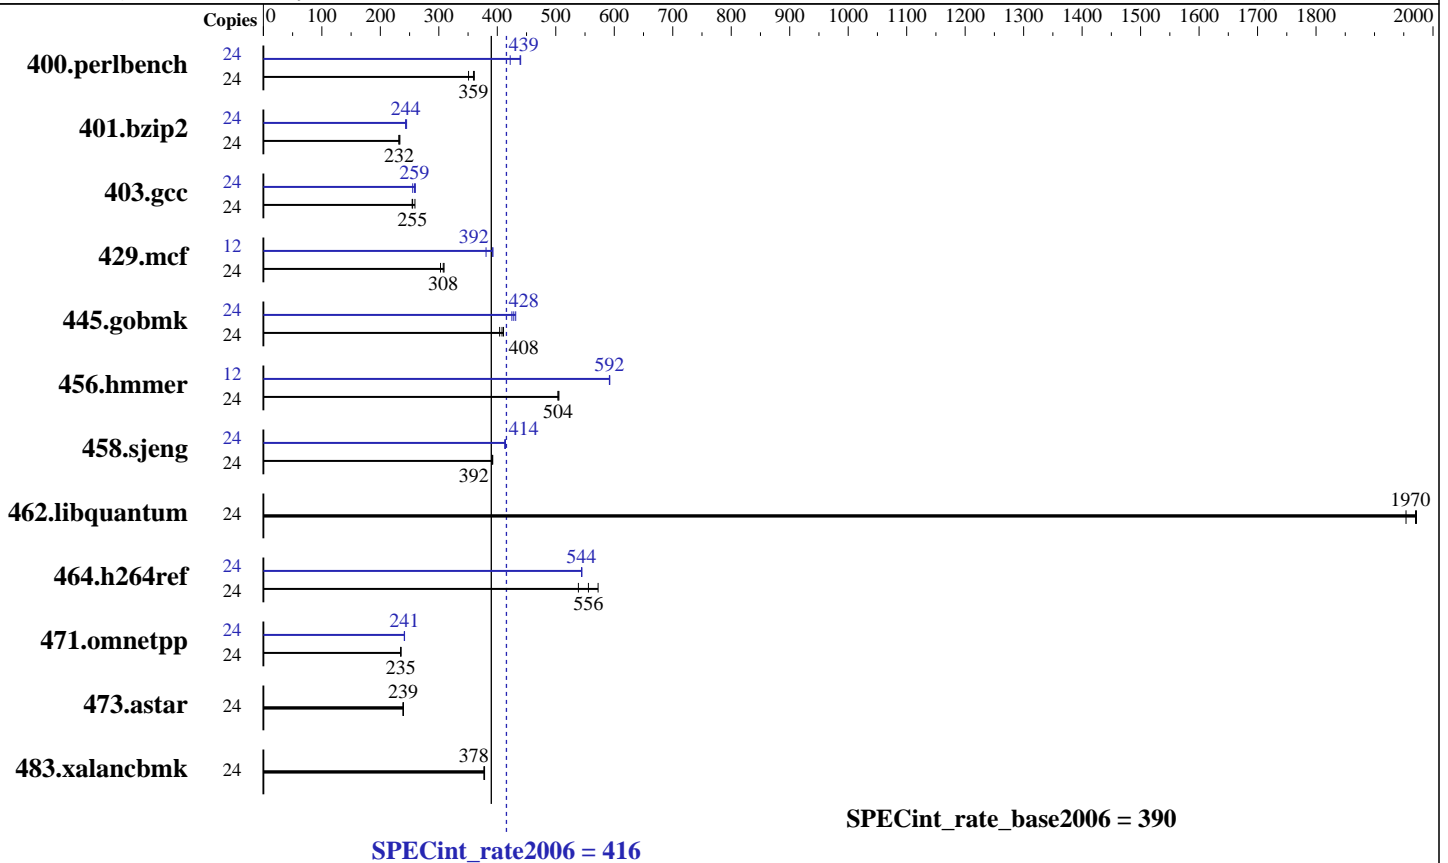 Copies 0 100 200 300 400 500 600 700 800 900 1000 1100 1200 1300 1400 1500 1600 1700 1800 2000
400.perlbench 24 439
24 359
401.bzip2 24 244
24 232
403.gcc 24 259
24 255
429.mcf 12 392
24 308
445.gobmk 24 428
24 408
456.hmmer 12 592
24 504
458.sjeng 24 414
24 392
462.libquantum 24 1970
464.h264ref 24 544
24 556
471.omnetpp 24 241
24 235
473.astar 24 239
483.xalancbmk 24 378
SPECint_rate_base2006 = 390
SPECint_rate2006 = 416